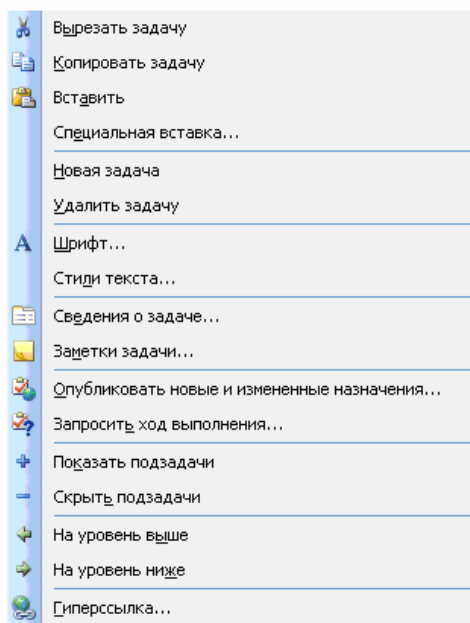 Вырезать задачу
Копировать задачу
Вставить
Специальная вставка...
Новая задача
Удалить задачу
Шрифт...
Стили текста...
Сведения о задаче...
Заметки задачи...
Опубликовать новые и измененные назначения...
Запросить ход выполнения...
Показать подзадачи
Скрыть подзадачи
На уровень выше
На уровень ниже
Гиперссылка...